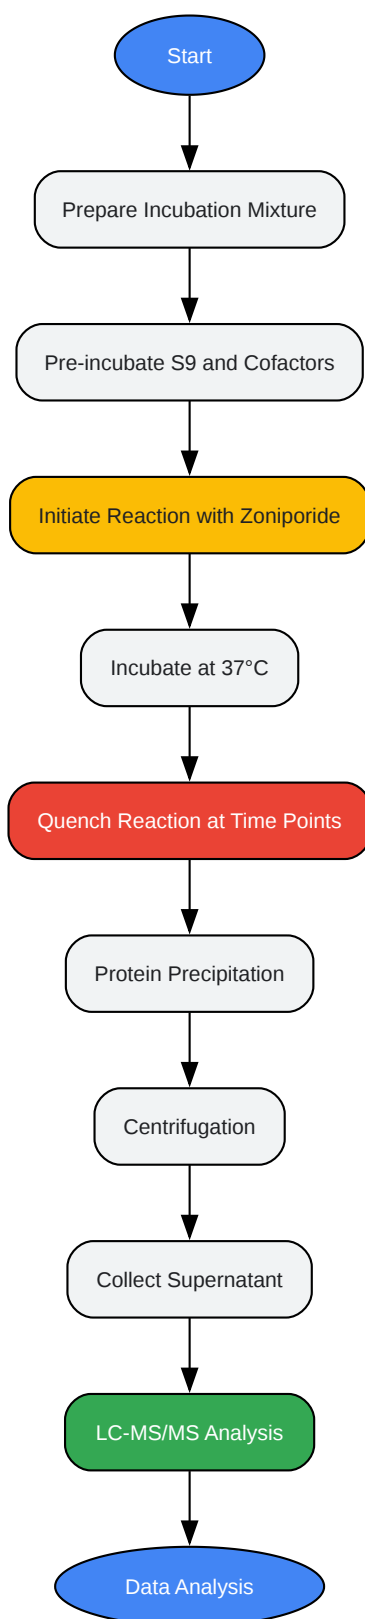 Start
Prepare Incubation Mixture
Pre-incubate S9 and Cofactors
Initiate Reaction with Zoniporide
Incubate at 37°C
Quench Reaction at Time Points
Protein Precipitation
Centrifugation
Collect Supernatant
LC-MS/MS Analysis
Data Analysis